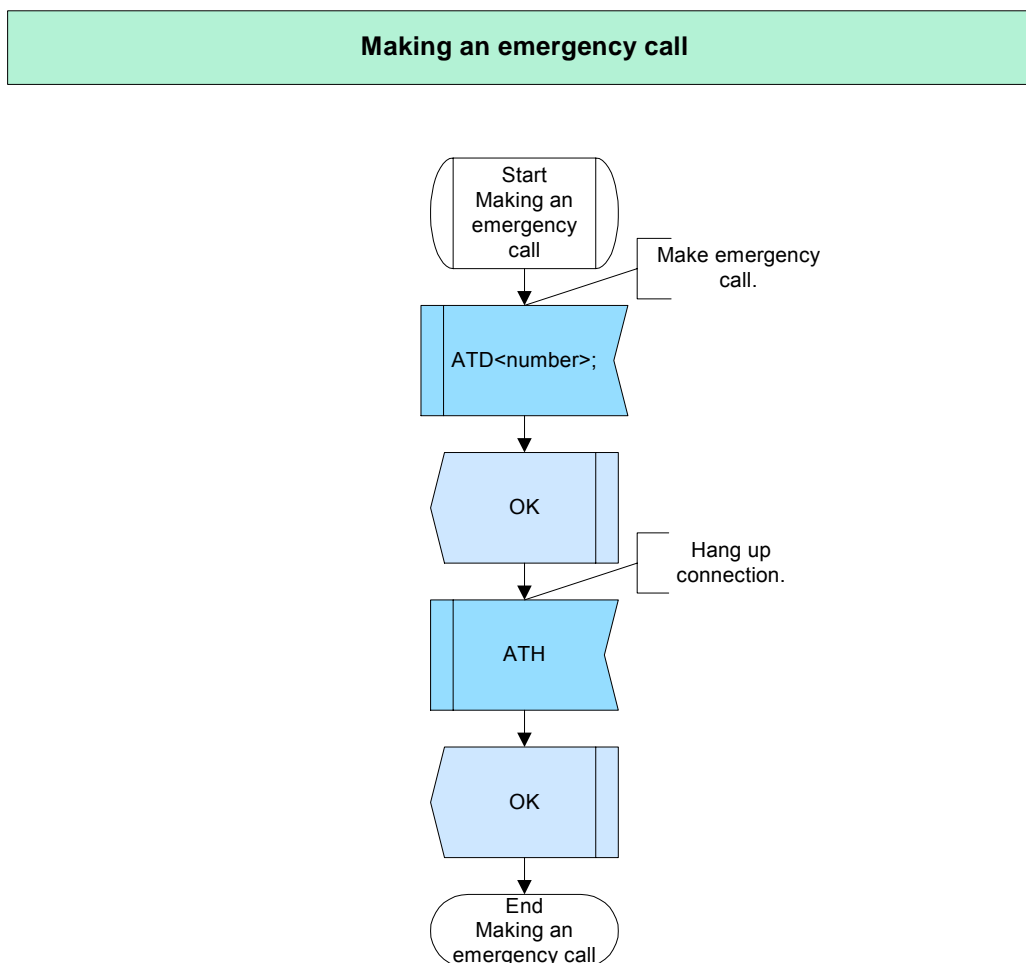 Making an emergency call
Start
Making an
emergency
call
Make emergency
call.
ATD<number>;
OK
Hang up
connection.
ATH
OK
End
Making an
emergency call